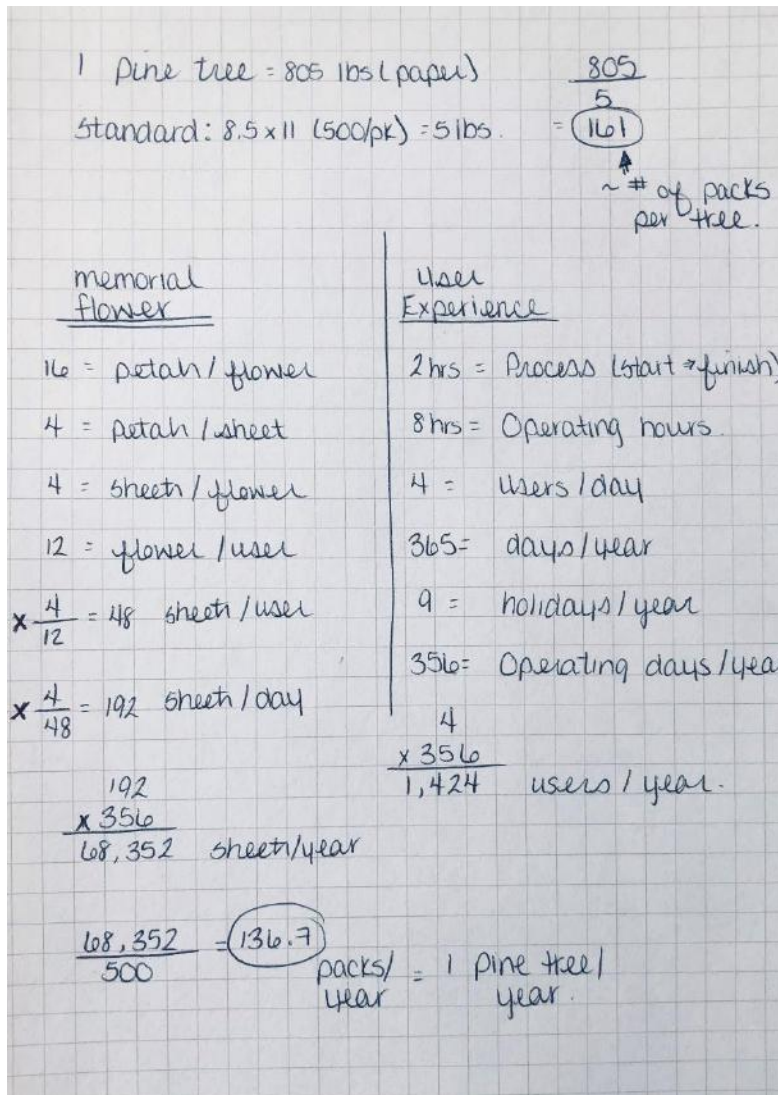 1 pine tree = 805 lbs (paper)
805
5
= 161
Standard: 8.5 x 11 (500/pk) = 5 lbs.
~ # of packs
per tree.
memorial
flower
16 = petals / flower
4 = petals / sheet
4 = sheets / flower
12 = flower / user
x 4
12 = 48 sheets / user
x 4
48 = 192 sheets / day
192
x 356
68,352 sheets/year
68,352
500
= 136.7
packs/
year
= 1 pine tree/
year.
User
Experience
2 hrs = Process (start → finish)
8 hrs = Operating hours.
4 = users / day
365 = days / year
9 = holidays / year
356 = Operating days / yea
4
x 356
1,424 users / year.